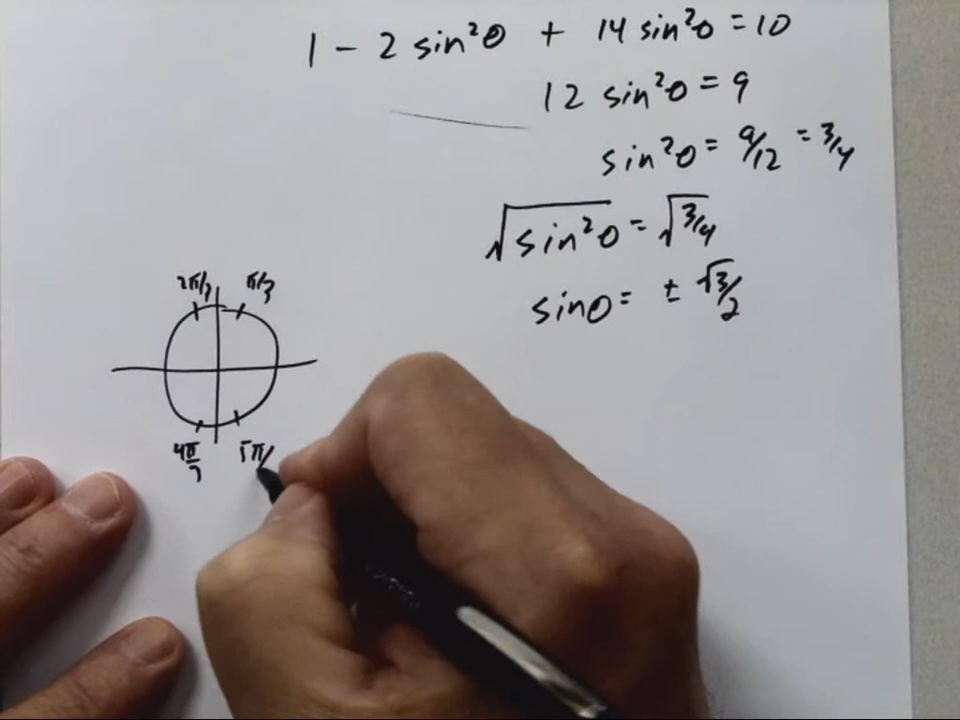 1 - 2 sin²θ + 14 sin²θ = 10
12 sin²θ = 9
sin²θ = 9/12 = 3/4
√sin²θ = √3/4
sinθ = ± √3/2
2π/3 π/3
4π/3 5π/